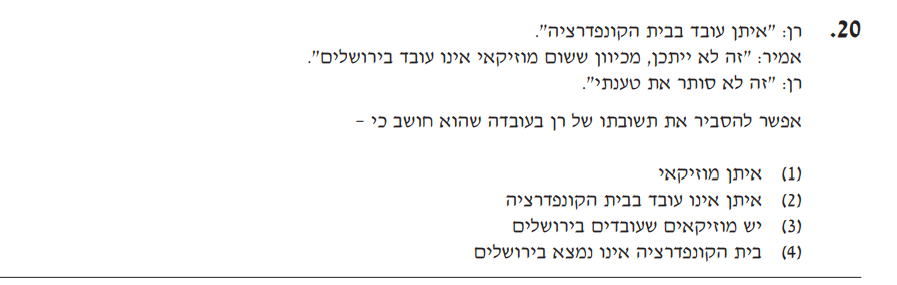 20. רן: "איתן עובד בבית הקונפדרציה".
אמיר: "זה לא ייתכן, מכיוון ששום מוזיקאי אינו עובד בירושלים".
רן: "זה לא סותר את טענתי".
אפשר להסביר את תשובתו של רן בעובדה שהוא חושב כי –
(1) איתן מוזיקאי
(2) איתן אינו עובד בבית הקונפדרציה
(3) יש מוזיקאים שעובדים בירושלים
(4) בית הקונפדרציה אינו נמצא בירושלים